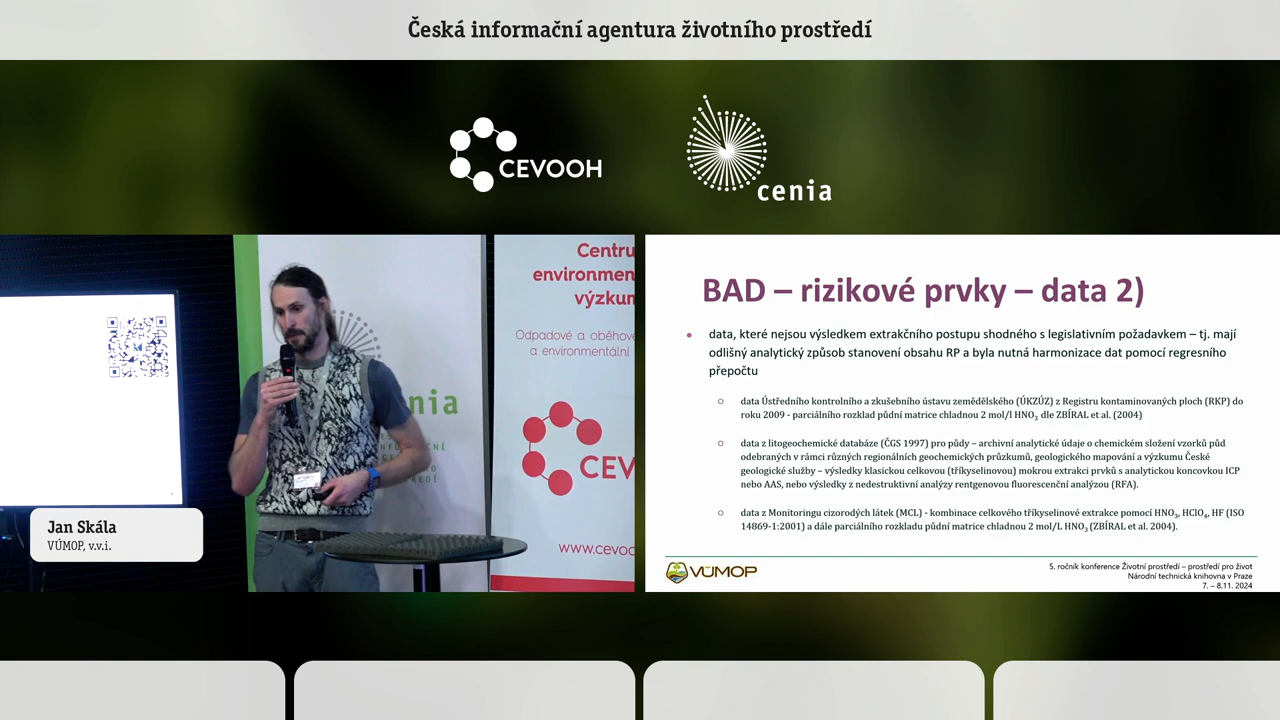 Česká informační agentura životního prostředí
CEVOOH
cenia
Centru
environmen
výzkum
Odpadové a oběhové
a environmentální
nia
CEV
www.cevoo
Jan Skála
VÚMOP, v.v.i.
BAD – rizikové prvky – data 2)
• data, které nejsou výsledkem extrakčního postupu shodného s legislativním požadavkem – tj. mají
odlišný analytický způsob stanovení obsahu RP a byla nutná harmonizace dat pomocí regresního
přepočtu
○ data Ústředního kontrolního a zkušebního ústavu zemědělského (ÚKZÚZ) z Registru kontaminovaných ploch (RKP) do
roku 2009 - parciálního rozklad půdní matrice chladnou 2 mol/l HNO3 dle ZBÍRAL et al. (2004)
○ data z litogeochemické databáze (ČGS 1997) pro půdy – archivní analytické údaje o chemickém složení vzorků půd
odebraných v rámci různých regionálních geochemických průzkumů, geologického mapování a výzkumu České
geologické služby – výsledky klasickou celkovou (tříkyselinovou) mokrou extrakci prvků s analytickou koncovkou ICP
nebo AAS, nebo výsledky z nedestruktivní analýzy rentgenovou fluorescenční analýzou (RFA).
○ data z Monitoringu cizorodých látek (MCL) - kombinace celkového tříkyselinové extrakce pomocí HNO3, HClO4, HF (ISO
14869-1:2001) a dále parciálního rozkladu půdní matrice chladnou 2 mol/L HNO3 (ZBÍRAL et al. 2004).
VÚMOP
5. ročník konference Životní prostředí – prostředí pro život
Národní technická knihovna v Praze
7. – 8.11. 2024